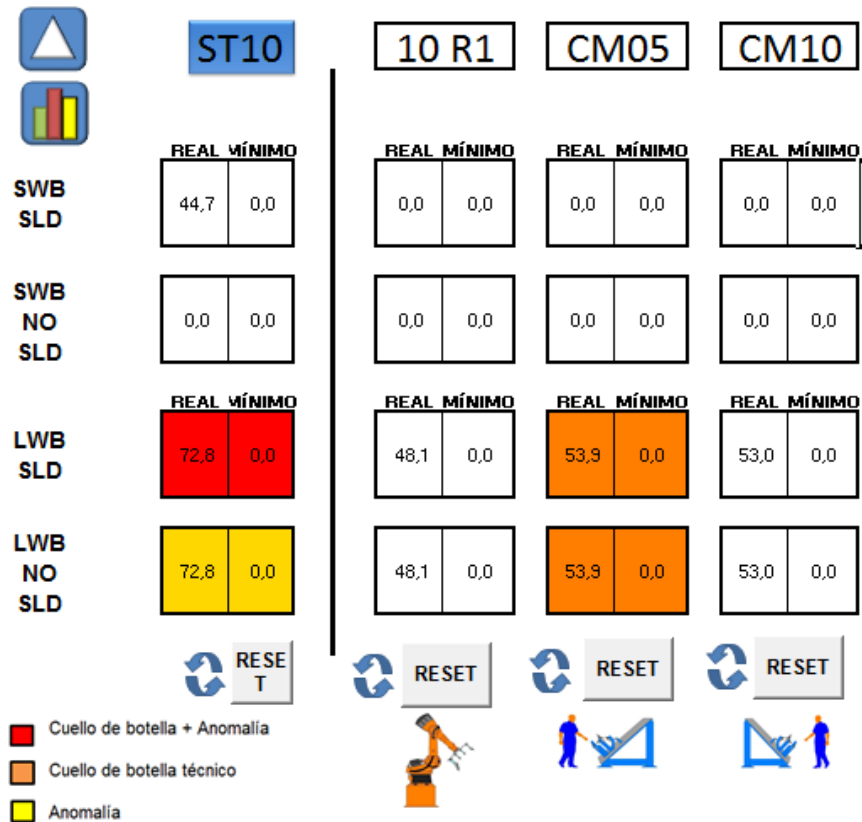 ST10 10 R1 CM05 CM10
REAL MÍNIMO REAL MÍNIMO REAL MÍNIMO REAL MÍNIMO
SWB
SLD
44,7 0,0 0,0 0,0 0,0 0,0 0,0 0,0
SWB
NO
SLD
0,0 0,0 0,0 0,0 0,0 0,0 0,0 0,0
REAL MÍNIMO REAL MÍNIMO REAL MÍNIMO REAL MÍNIMO
LWB
SLD
72,8 0,0 48,1 0,0 53,9 0,0 53,0 0,0
LWB
NO
SLD
72,8 0,0 48,1 0,0 53,9 0,0 53,0 0,0
RESE
T
RESET RESET RESET
Cuello de botella + Anomalía
Cuello de botella técnico
Anomalía